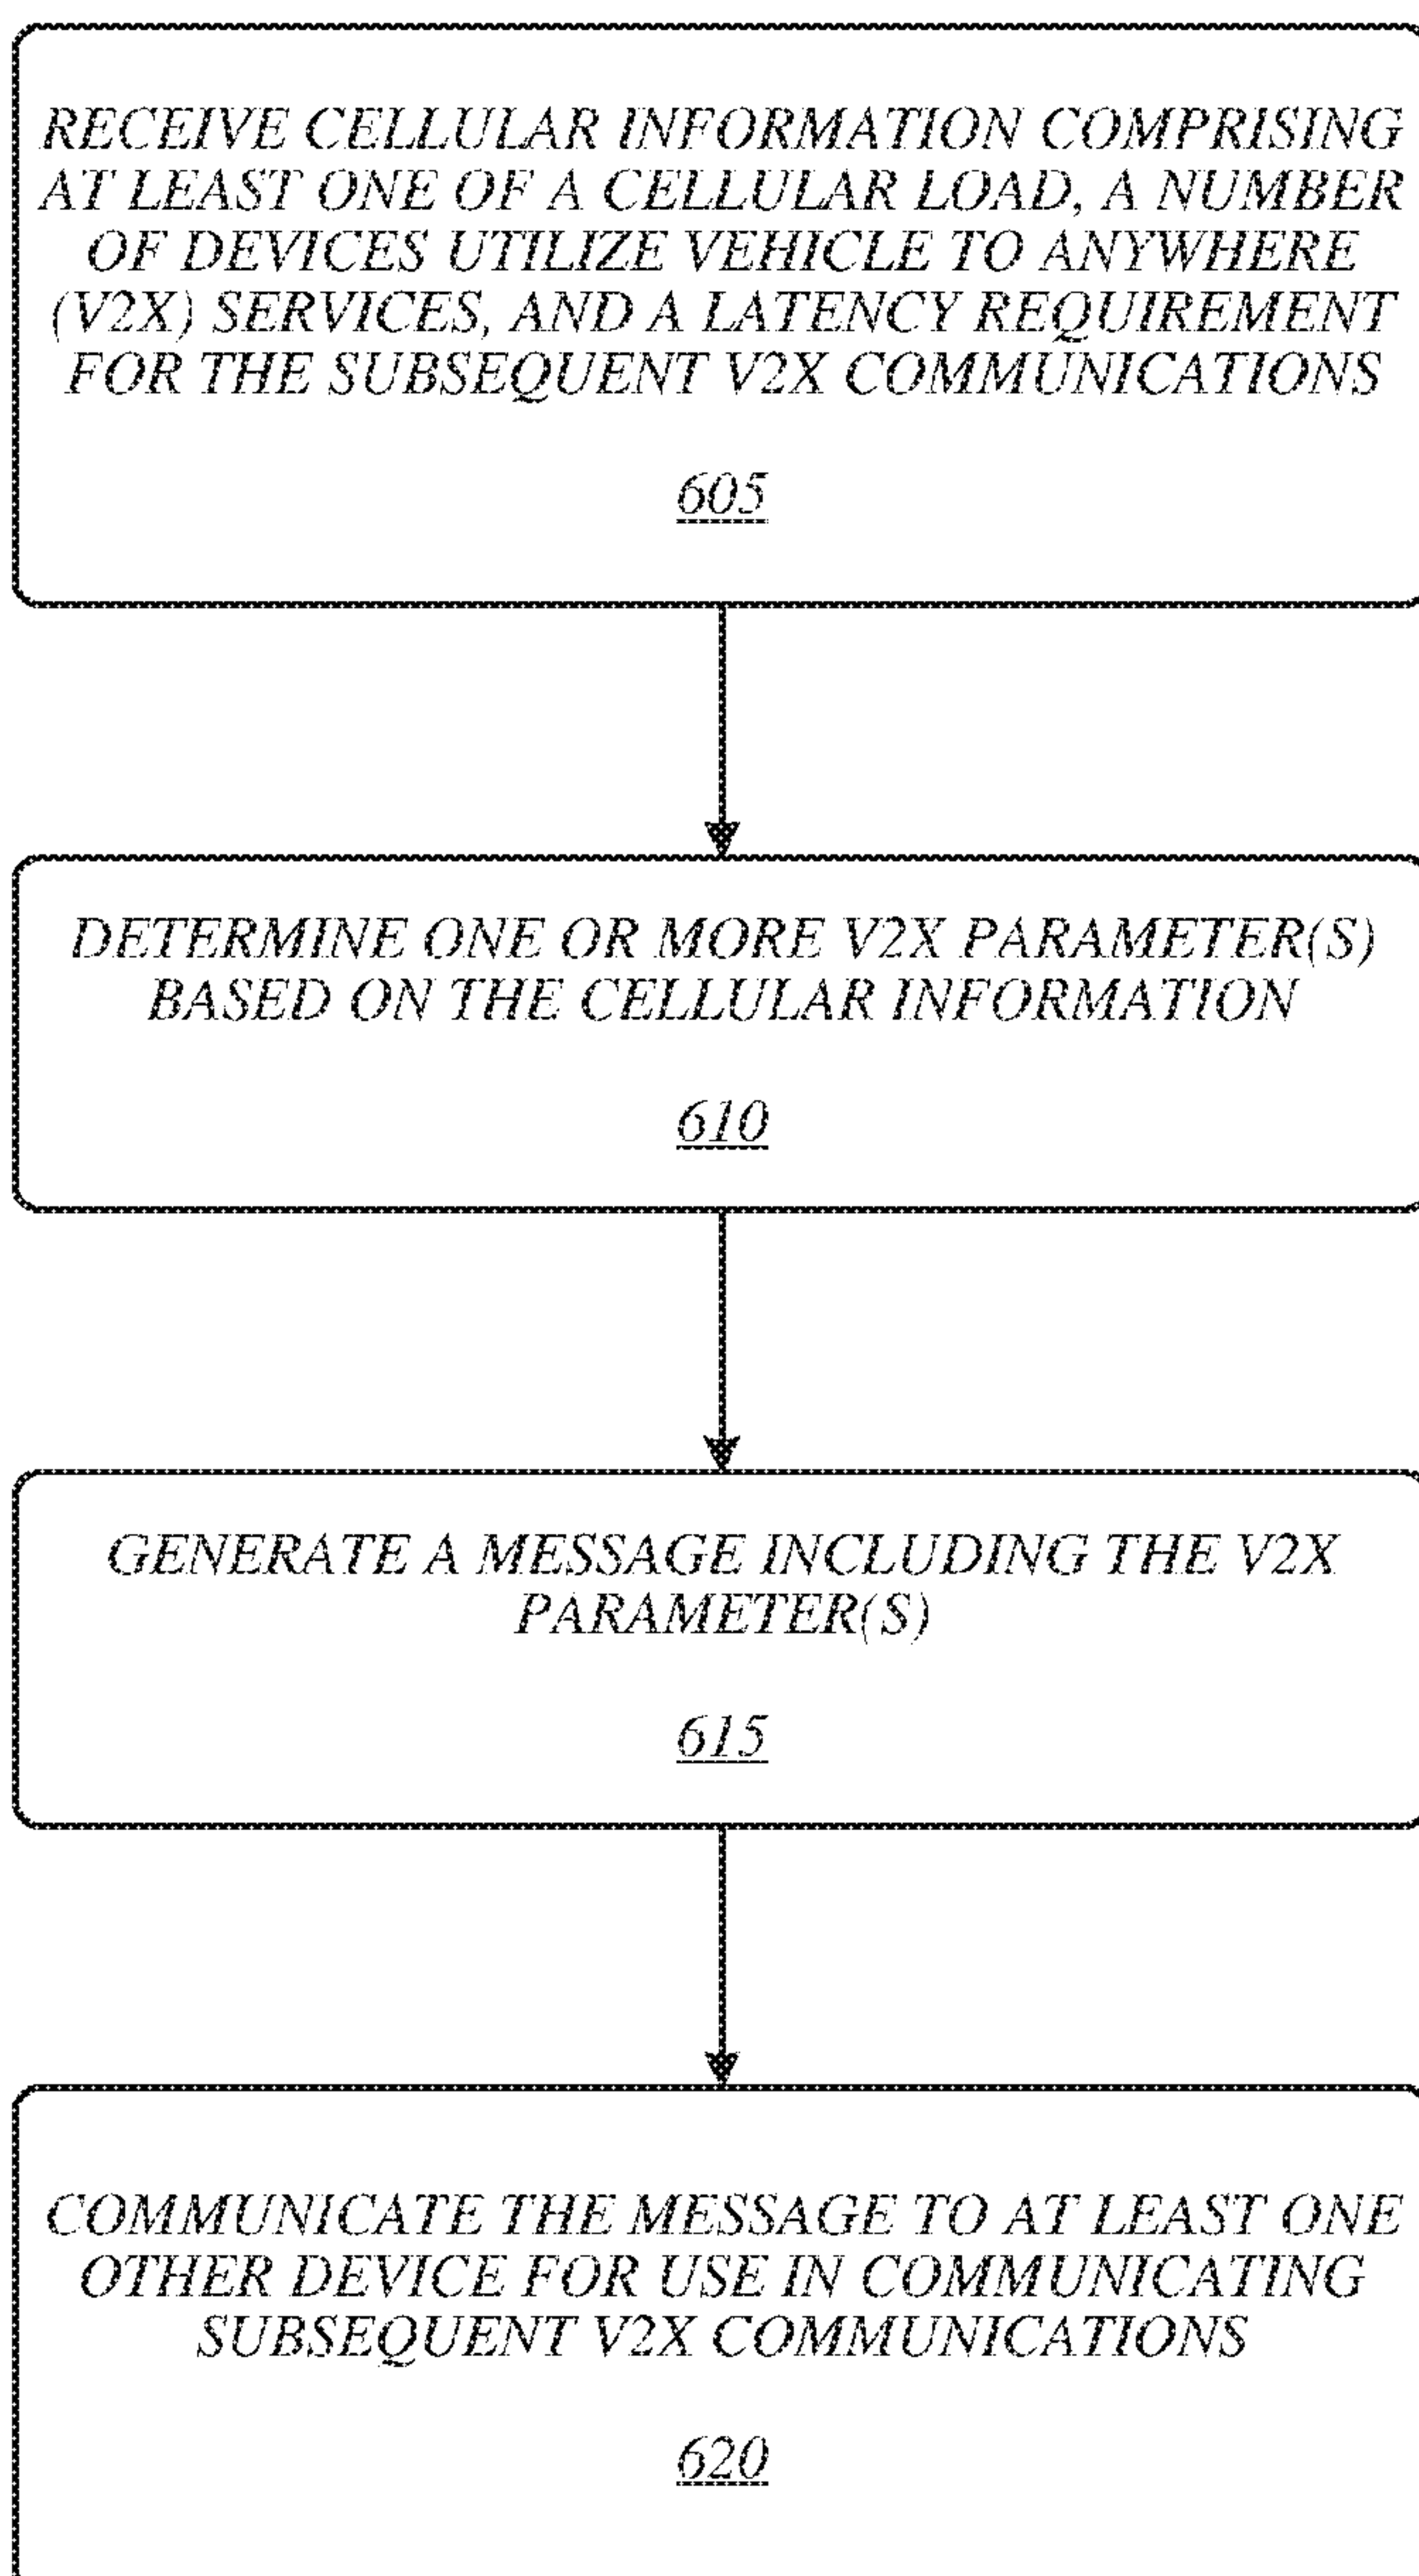 RECEIVE CELLULAR INFORMATION COMPRISING
AT LEAST ONE OF A CELLULAR LOAD, A NUMBER
OF DEVICES UTILIZE VEHICLE TO ANYWHERE
(V2X) SERVICES, AND A LATENCY REQUIREMENT
FOR THE SUBSEQUENT V2X COMMUNICATIONS
605
DETERMINE ONE OR MORE V2X PARAMETER(S)
BASED ON THE CELLULAR INFORMATION
610
GENERATE A MESSAGE INCLUDING THE V2X
PARAMETER(S)
615
COMMUNICATE THE MESSAGE TO AT LEAST ONE
OTHER DEVICE FOR USE IN COMMUNICATING
SUBSEQUENT V2X COMMUNICATIONS
620